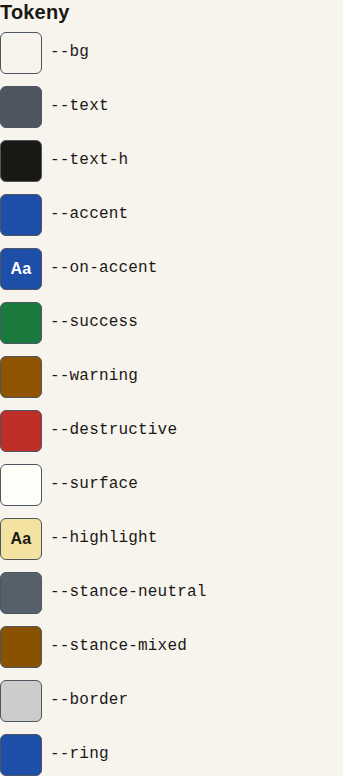 Tokeny
--bg
--text
--text-h
--accent
Aa --on-accent
--success
--warning
--destructive
--surface
Aa --highlight
--stance-neutral
--stance-mixed
--border
--ring